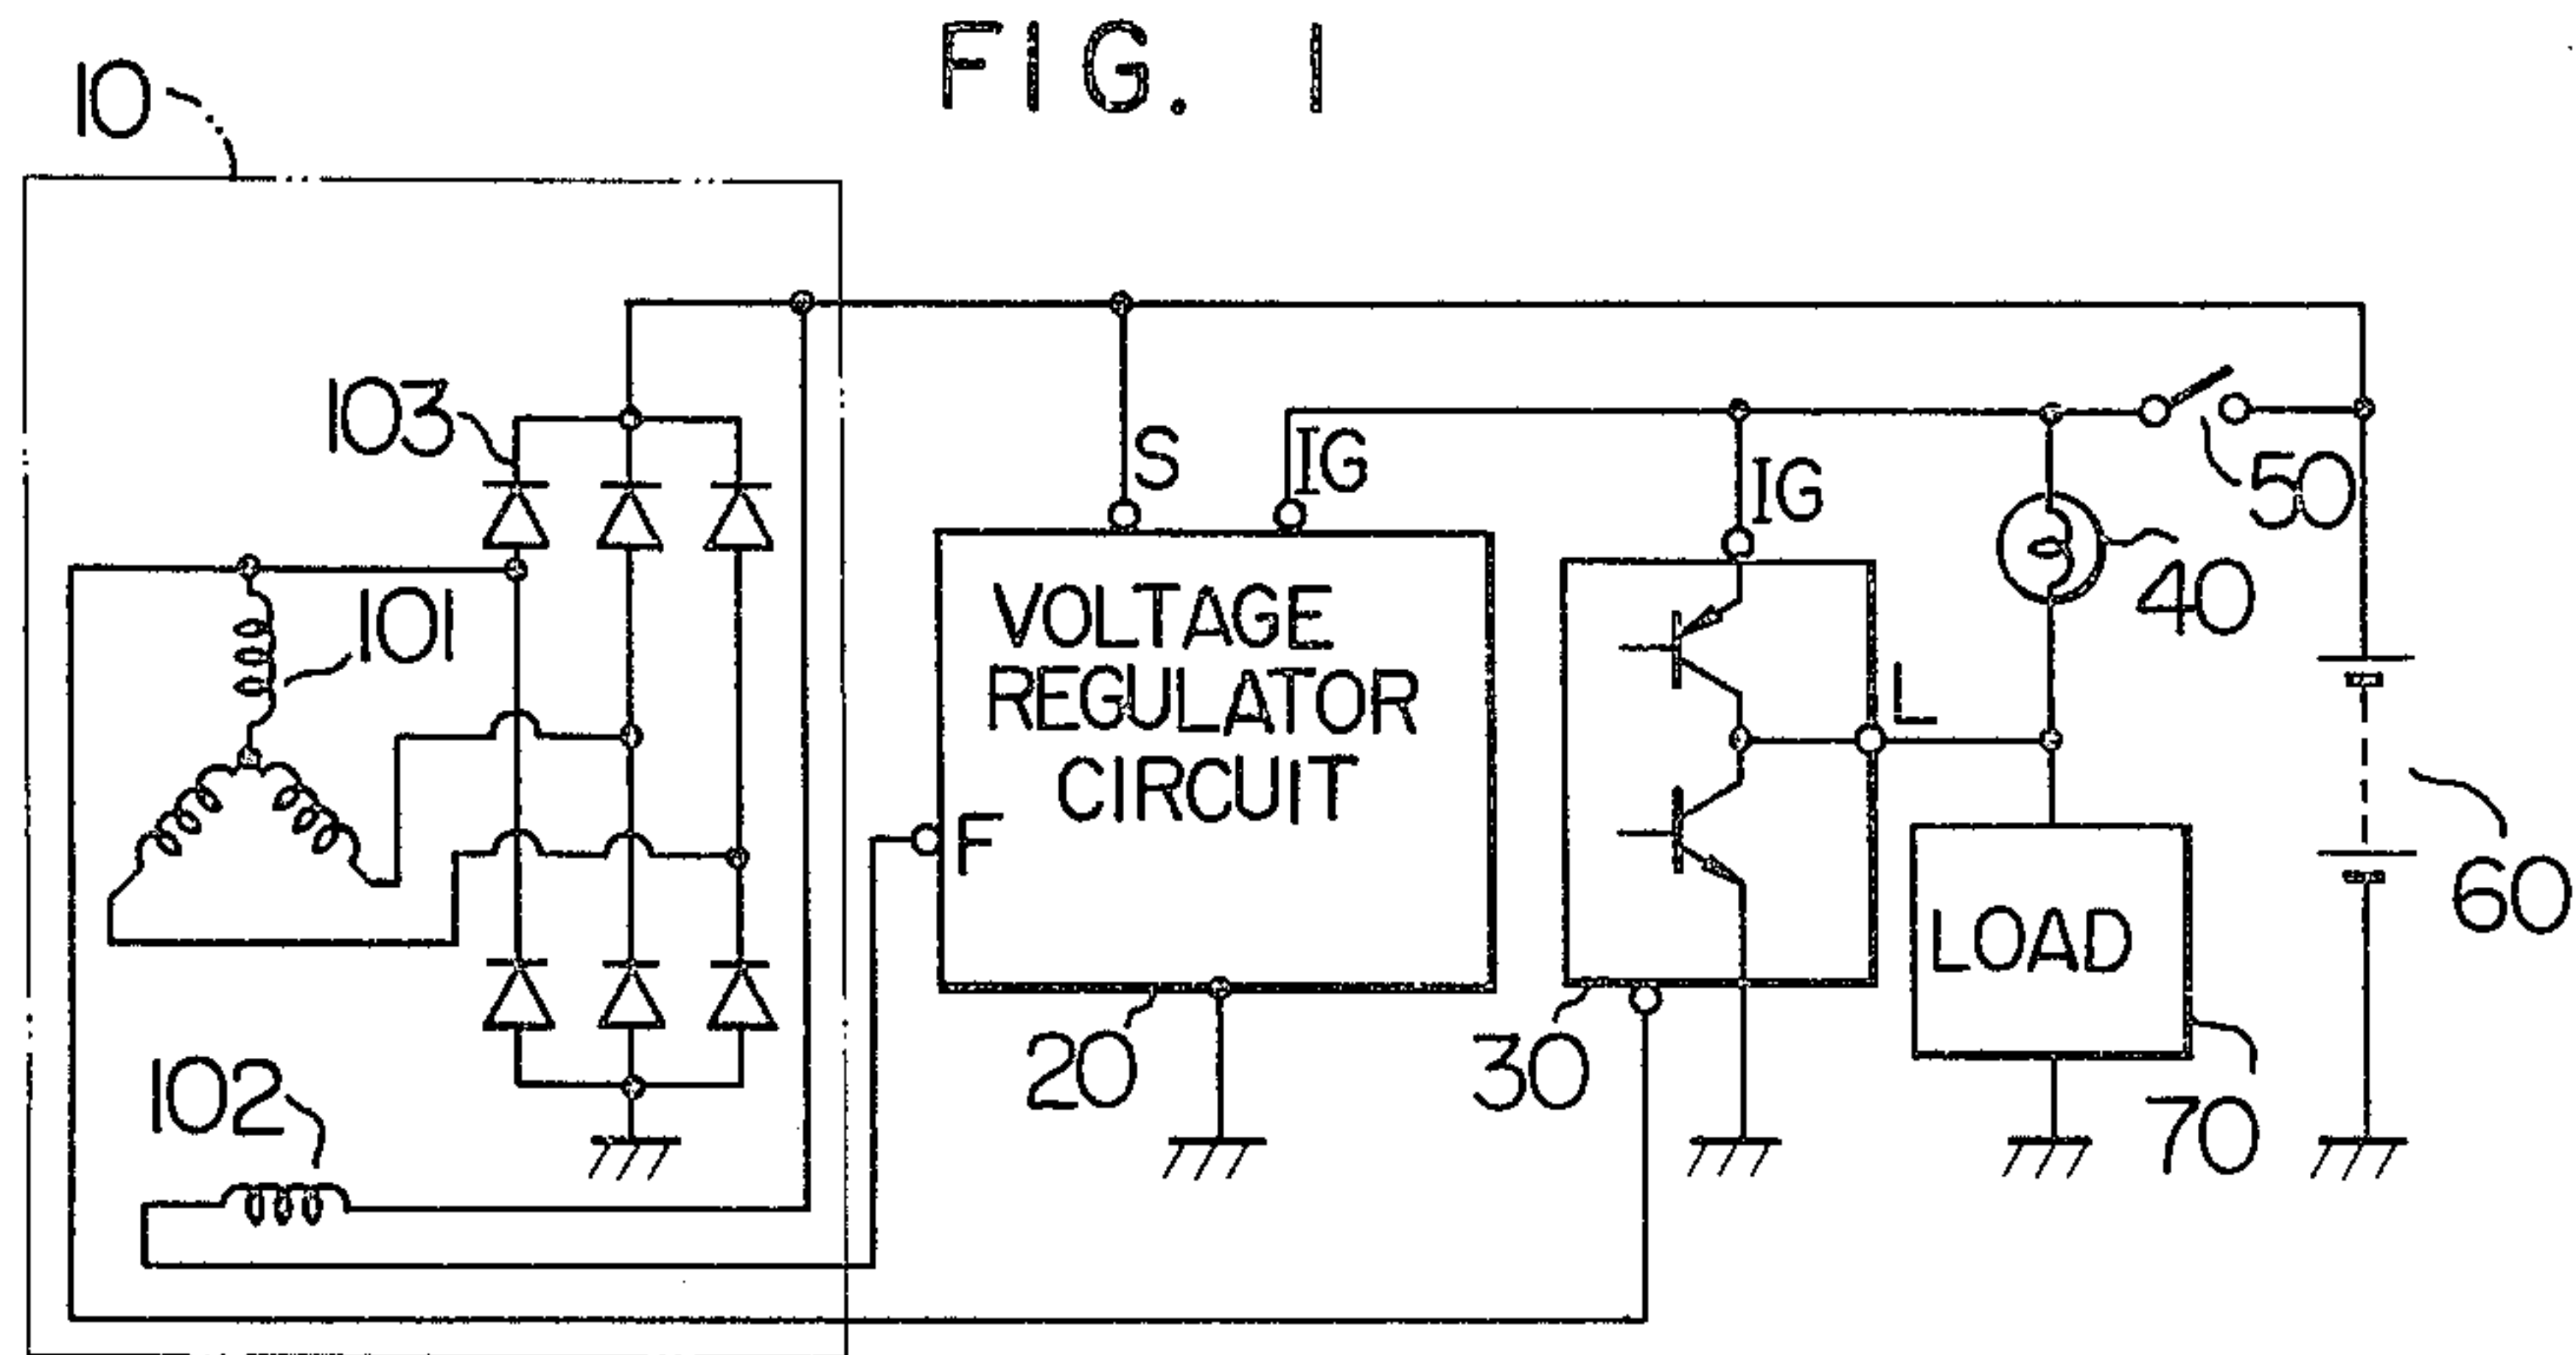 FIG. 1
10
103
S
IG
IG
50
101
VOLTAGE
REGULATOR
CIRCUIT
40
L
F
60
LOAD
102
20
30
70